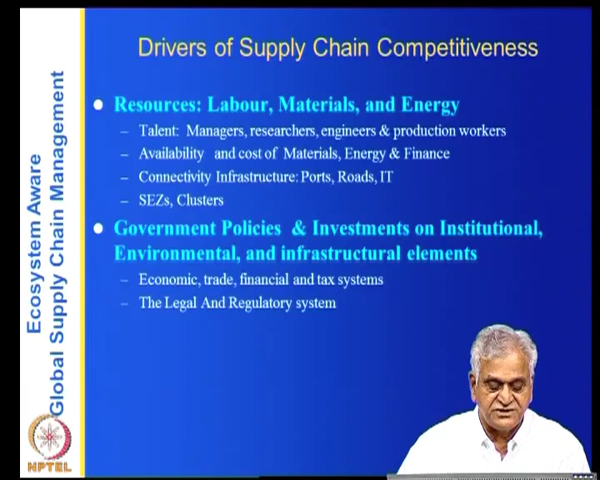 Drivers of Supply Chain Competitiveness
Resources: Labour, Materials, and Energy
– Talent: Managers, researchers, engineers & production workers
– Availability and cost of Materials, Energy & Finance
– Connectivity Infrastructure: Ports, Roads, IT
– SEZs, Clusters
Government Policies & Investments on Institutional,
Environmental, and infrastructural elements
– Economic, trade, financial and tax systems
– The Legal And Regulatory system
Ecosystem Aware
Global Supply Chain Management
NPTEL